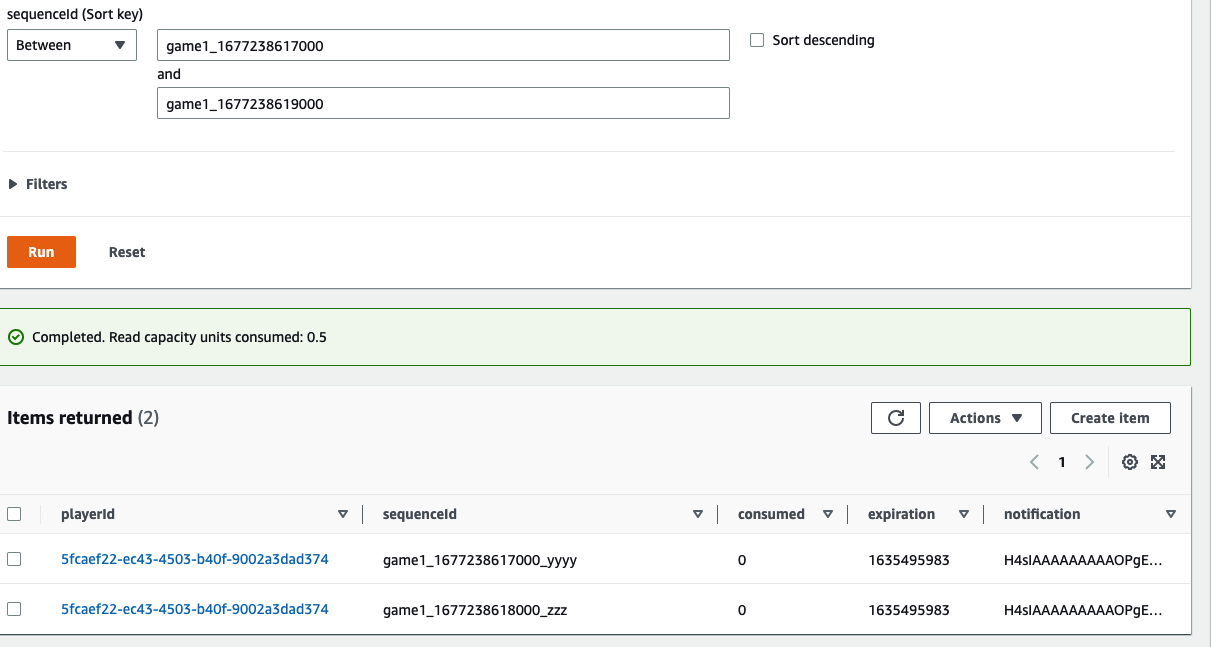 sequenceId (Sort key)
Between
game1_1677238617000
Sort descending
and
game1_1677238619000
Filters
Run Reset
Completed. Read capacity units consumed: 0.5
Items returned (2)
Actions Create item
1
playerId sequenceId consumed expiration notification
5fcaef22-ec43-4503-b40f-9002a3dad374 game1_1677238617000_yyyy 0 1635495983 H4sIAAAAAAAAAOPgE...
5fcaef22-ec43-4503-b40f-9002a3dad374 game1_1677238618000_zzz 0 1635495983 H4sIAAAAAAAAAOPgE...